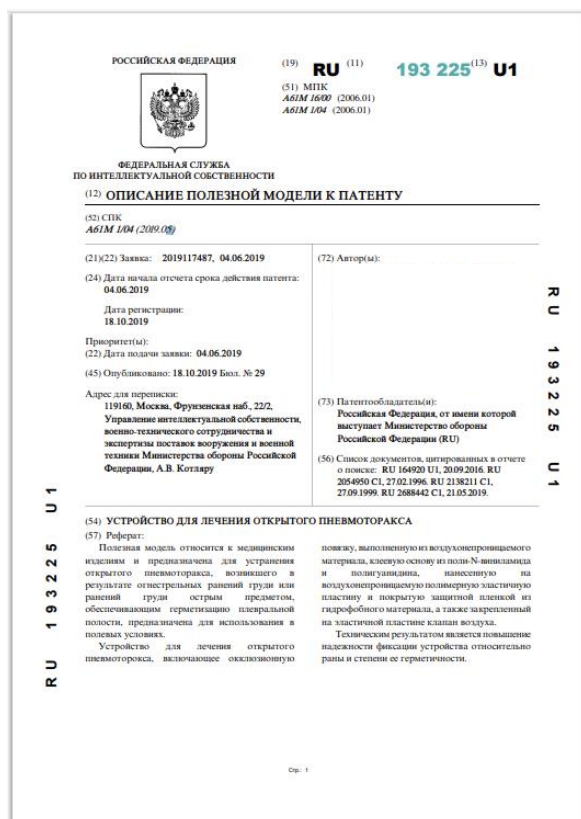 РОССИЙСКАЯ ФЕДЕРАЦИЯ
(19) RU (11) 193 225 (13) U1
(51) МПК
A61M 16/00 (2006.01)
A61M 1/04 (2006.01)
ФЕДЕРАЛЬНАЯ СЛУЖБА
ПО ИНТЕЛЛЕКТУАЛЬНОЙ СОБСТВЕННОСТИ
(12) ОПИСАНИЕ ПОЛЕЗНОЙ МОДЕЛИ К ПАТЕНТУ
(52) СПК
A61M 1/04 (2019.05)
(21)(22) Заявка: 2019117487, 04.06.2019
(24) Дата начала отсчета срока действия патента:
04.06.2019
Дата регистрации:
18.10.2019
Приоритет(ы):
(22) Дата подачи заявки: 04.06.2019
(45) Опубликовано: 18.10.2019 Бюл. № 29
Адрес для переписки:
119160, Москва, Фрунзенская наб., 22/2,
Управление интеллектуальной собственности,
военно-технического сотрудничества и
экспертизы поставок вооружения и военной
техники Министерства обороны Российской
Федерации, А.В. Котляру
(72) Автор(ы):
(73) Патентообладатель(и):
Российская Федерация, от имени которой
выступает Министерство обороны
Российской Федерации (RU)
(56) Список документов, цитированных в отчете
о поиске: RU 164920 U1, 20.09.2016. RU
2054950 C1, 27.02.1996. RU 2138211 C1,
27.09.1999. RU 2688442 C1, 21.05.2019.
(54) УСТРОЙСТВО ДЛЯ ЛЕЧЕНИЯ ОТКРЫТОГО ПНЕВМОТОРАКСА
(57) Реферат:
Полезная модель относится к медицинским
изделиям и предназначена для устранения
открытого пневмоторакса, возникшего в
результате огнестрельных ранений груди или
ранений груди острым предметом,
обеспечивающим герметизацию плевральной
полости, предназначена для использования в
полевых условиях.
Устройство для лечения открытого
пневмоторокса, включающее окклюзионную
повязку, выполненную из воздухонепроницаемого
материала, клеевую основу из поли-N-виниламида
и полигуанидина, нанесенную на
воздухонепроницаемую полимерную эластичную
пластину и покрытую защитной пленкой из
гидрофобного материала, а также закрепленный
на эластичной пластине клапан воздуха.
Техническим результатом является повышение
надежности фиксации устройства относительно
раны и степени ее герметичности.
RU 193225 U1
RU 193225 U1
Стр.: 1